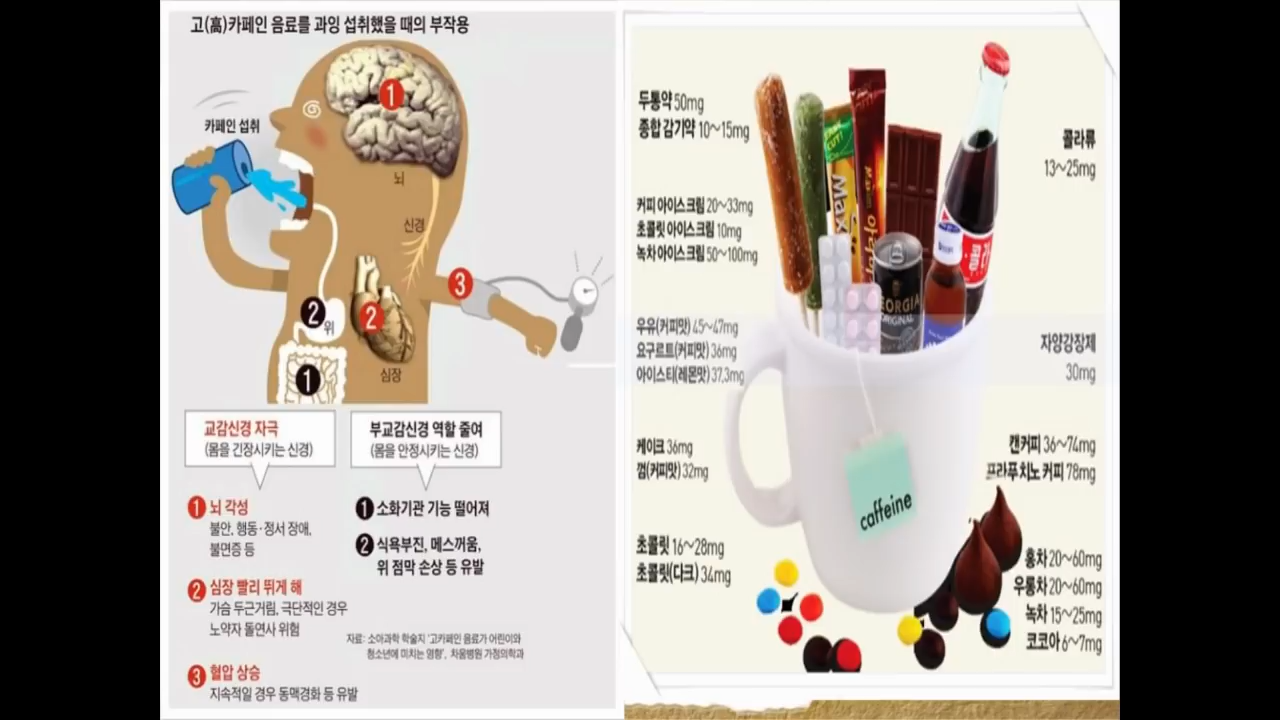 고(高)카페인 음료를 과잉 섭취했을 때의 부작용
카페인 섭취
1
뇌
신경
3
2
위
2
심장
1
교감신경 자극
(몸을 긴장시키는 신경)
부교감신경 역할 줄여
(몸을 안정시키는 신경)
1 뇌 각성
불안, 행동·정서 장애,
불면증 등
2 심장 빨리 뛰게 해
가슴 두근거림, 극단적인 경우
노약자 돌연사 위험
3 혈압 상승
지속적일 경우 동맥경화 등 유발
1 소화기관 기능 떨어져
2 식욕부진, 메스꺼움,
위 점막 손상 등 유발
자료: 소아과학 학술지 '고카페인 음료가 어린이와
청소년에 미치는 영향', 차움병원 가정의학과
두통약 50mg
종합 감기약 10~15mg
커피 아이스크림 20~33mg
초콜릿 아이스크림 10mg
녹차 아이스크림 50~100mg
우유(커피맛) 45~47mg
요구르트(커피맛) 36mg
아이스티(레몬맛) 37.3mg
케이크 36mg
껌(커피맛) 32mg
초콜릿 16~28mg
초콜릿(다크) 34mg
콜라류
13~25mg
자양강장제
30mg
캔커피 36~74mg
프라푸치노 커피 78mg
홍차 20~60mg
우롱차 20~60mg
녹차 15~25mg
코코아 6~7mg
CUT!
Max
Maxim
GEORGIA
ORIGINAL
caffeine